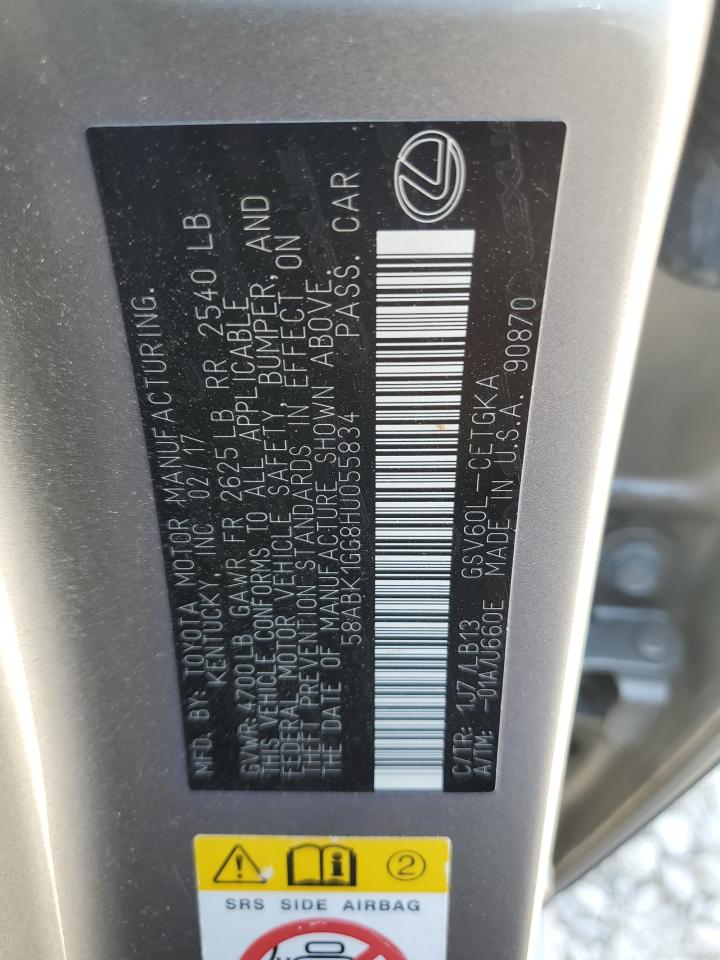 MFD. BY: TOYOTA MOTOR MANUFACTURING.
KENTUCKY, INC 02/17
GVWR: 4700 LB GAWR FR 2625 LB RR 2540 LB
THIS VEHICLE CONFORMS TO ALL APPLICABLE
FEDERAL MOTOR VEHICLE SAFETY, BUMPER, AND
THEFT PREVENTION STANDARDS IN EFFECT ON
THE DATE OF MANUFACTURE SHOWN ABOVE.
58ABK1GG8HU055834 PASS. CAR
C/TR: 1J7/LB13 GSV60L-CETGKA
A/TM: -01A/U660E MADE IN U.S.A. 90870
2
SRS SIDE AIRBAG